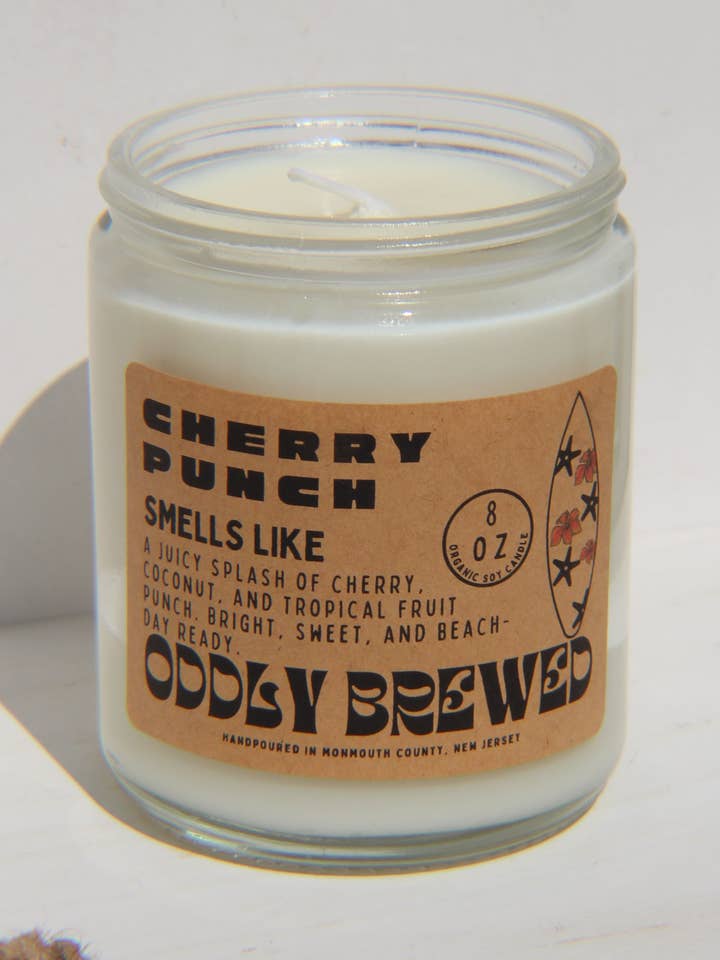 CHERRY
PUNCH
SMELLS LIKE
A JUICY SPLASH OF CHERRY,
COCONUT, AND TROPICAL FRUIT
PUNCH. BRIGHT, SWEET, AND BEACH-
DAY READY.
8
OZ
ORGANIC SOY CANDLE
ODDLY BREWED
HANDPOURED IN MONMOUTH COUNTY, NEW JERSEY